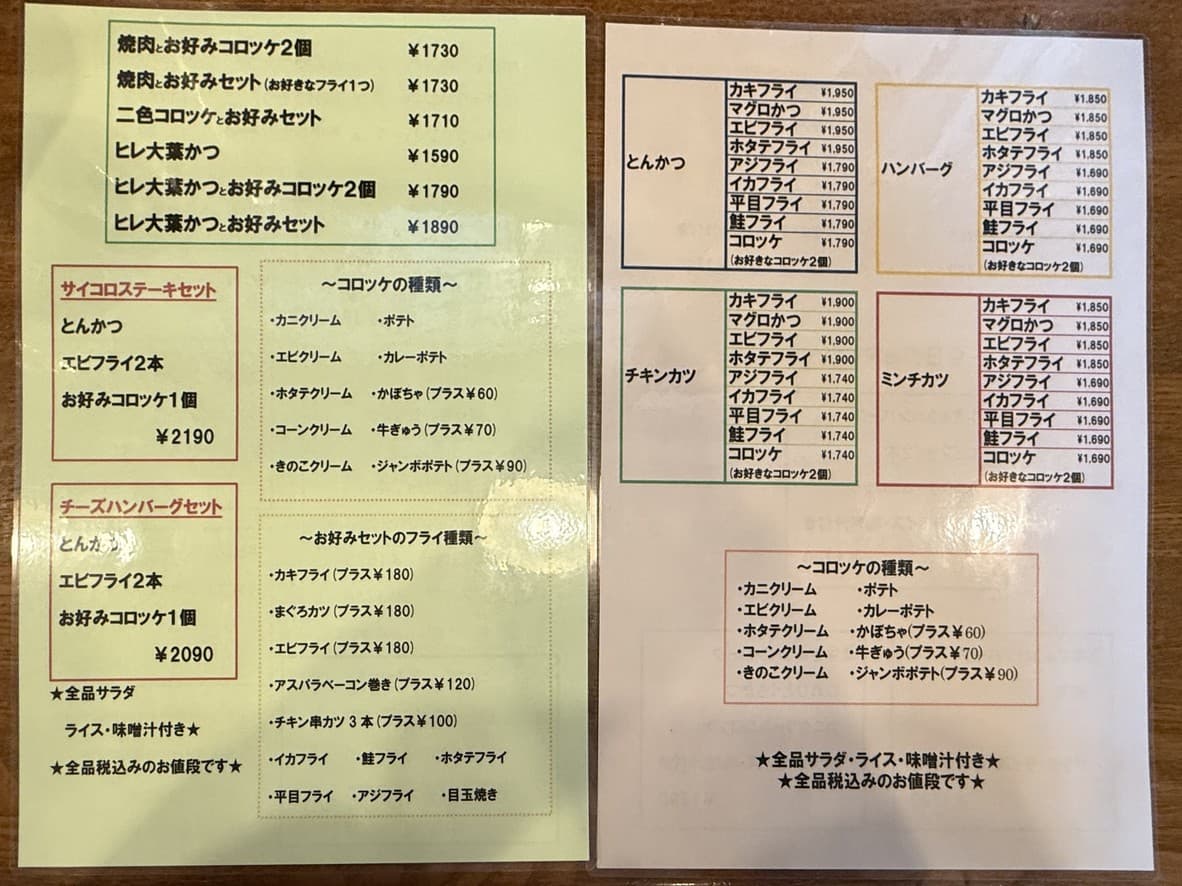 焼肉とお好みコロッケ2個 ￥1730
焼肉とお好みセット(お好きなフライ1つ) ￥1730
二色コロッケとお好みセット ￥1710
ヒレ大葉かつ ￥1590
ヒレ大葉かつとお好みコロッケ2個 ￥1790
ヒレ大葉かつとお好みセット ￥1890
サイコロステーキセット
とんかつ
エビフライ2本
お好みコロッケ1個
￥2190
チーズハンバーグセット
とんかつ
エビフライ2本
お好みコロッケ1個
￥2090
★全品サラダ
ライス・味噌汁付き★
★全品税込みのお値段です★
～コロッケの種類～
・カニクリーム ・ポテト
・エビクリーム ・カレーポテト
・ホタテクリーム ・かぼちゃ(プラス￥60)
・コーンクリーム ・牛ぎゅう(プラス￥70)
・きのこクリーム ・ジャンボポテト(プラス￥90)
～お好みセットのフライ種類～
・カキフライ(プラス￥180)
・まぐろカツ(プラス￥180)
・エビフライ(プラス￥180)
・アスパラベーコン巻き(プラス￥120)
・チキン串カツ3本(プラス￥100)
・イカフライ ・鮭フライ ・ホタテフライ
・平目フライ ・アジフライ ・目玉焼き
とんかつ
カキフライ ¥1,950
マグロかつ ¥1,950
エビフライ ¥1,950
ホタテフライ ¥1,950
アジフライ ¥1,790
イカフライ ¥1,790
平目フライ ¥1,790
鮭フライ ¥1,790
コロッケ ¥1,790
(お好きなコロッケ2個)
ハンバーグ
カキフライ ¥1,850
マグロかつ ¥1,850
エビフライ ¥1,850
ホタテフライ ¥1,850
アジフライ ¥1,690
イカフライ ¥1,690
平目フライ ¥1,690
鮭フライ ¥1,690
コロッケ ¥1,690
(お好きなコロッケ2個)
チキンカツ
カキフライ ¥1,900
マグロかつ ¥1,900
エビフライ ¥1,900
ホタテフライ ¥1,900
アジフライ ¥1,740
イカフライ ¥1,740
平目フライ ¥1,740
鮭フライ ¥1,740
コロッケ ¥1,740
(お好きなコロッケ2個)
ミンチカツ
カキフライ ¥1,850
マグロかつ ¥1,850
エビフライ ¥1,850
ホタテフライ ¥1,850
アジフライ ¥1,690
イカフライ ¥1,690
平目フライ ¥1,690
鮭フライ ¥1,690
コロッケ ¥1,690
(お好きなコロッケ2個)
～コロッケの種類～
・カニクリーム ・ポテト
・エビクリーム ・カレーポテト
・ホタテクリーム ・かぼちゃ(プラス￥60)
・コーンクリーム ・牛ぎゅう(プラス￥70)
・きのこクリーム ・ジャンボポテト(プラス￥90)
★全品サラダ・ライス・味噌汁付き★
★全品税込みのお値段です★